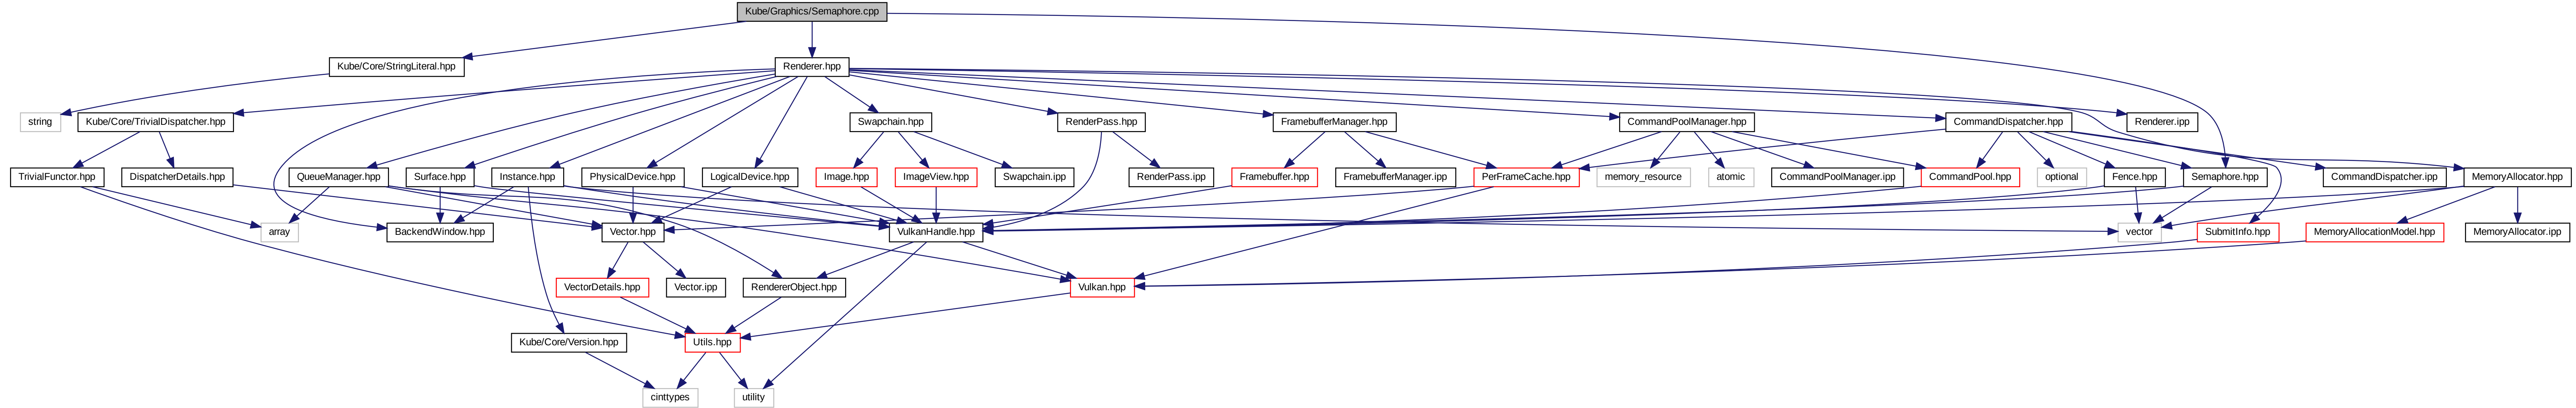 Kube/Graphics/Semaphore.cpp
Kube/Core/StringLiteral.hpp
Renderer.hpp
string
Kube/Core/TrivialDispatcher.hpp
Swapchain.hpp
RenderPass.hpp
FramebufferManager.hpp
CommandPoolManager.hpp
CommandDispatcher.hpp
Renderer.ipp
TrivialFunctor.hpp
DispatcherDetails.hpp
QueueManager.hpp
Surface.hpp
Instance.hpp
PhysicalDevice.hpp
LogicalDevice.hpp
Image.hpp
ImageView.hpp
Swapchain.ipp
RenderPass.ipp
Framebuffer.hpp
FramebufferManager.ipp
PerFrameCache.hpp
memory_resource
atomic
CommandPoolManager.ipp
CommandPool.hpp
optional
Fence.hpp
Semaphore.hpp
CommandDispatcher.ipp
MemoryAllocator.hpp
array
BackendWindow.hpp
Vector.hpp
VulkanHandle.hpp
vector
SubmitInfo.hpp
MemoryAllocationModel.hpp
MemoryAllocator.ipp
VectorDetails.hpp
Vector.ipp
RendererObject.hpp
Vulkan.hpp
Kube/Core/Version.hpp
Utils.hpp
cinttypes
utility